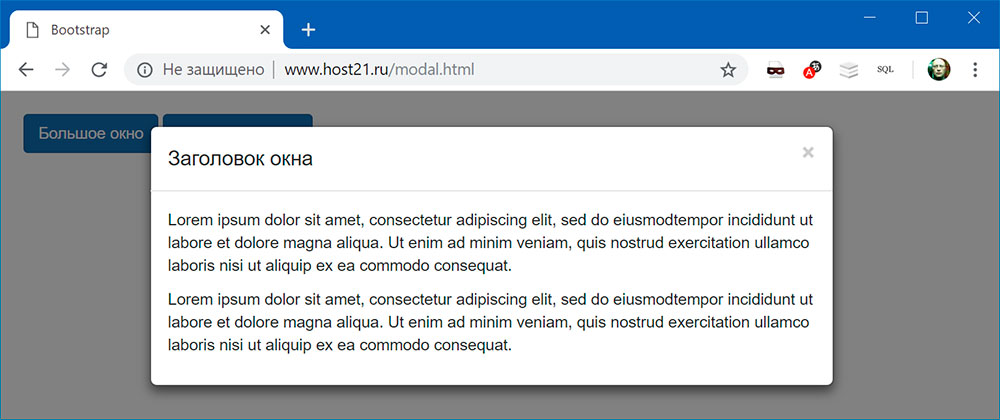 Bootstrap
Не защищено | www.host21.ru/modal.html
SQL
Большое окно
Заголовок окна
Lorem ipsum dolor sit amet, consectetur adipiscing elit, sed do eiusmodtempor incididunt ut
labore et dolore magna aliqua. Ut enim ad minim veniam, quis nostrud exercitation ullamco
laboris nisi ut aliquip ex ea commodo consequat.
Lorem ipsum dolor sit amet, consectetur adipiscing elit, sed do eiusmodtempor incididunt ut
labore et dolore magna aliqua. Ut enim ad minim veniam, quis nostrud exercitation ullamco
laboris nisi ut aliquip ex ea commodo consequat.